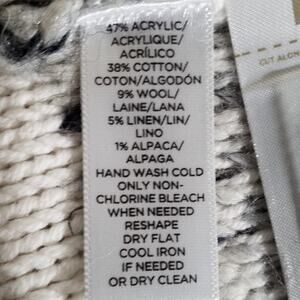 47% ACRYLIC/
ACRYLIQUE/
ACRÍLICO
38% COTTON/
COTON/ALGODÓN
9% WOOL/
LAINE/LANA
5% LINEN/LIN/
LINO
1% ALPACA/
ALPAGA
HAND WASH COLD
ONLY NON-
CHLORINE BLEACH
WHEN NEEDED
RESHAPE
DRY FLAT
COOL IRON
IF NEEDED
OR DRY CLEAN
CUT ALONG